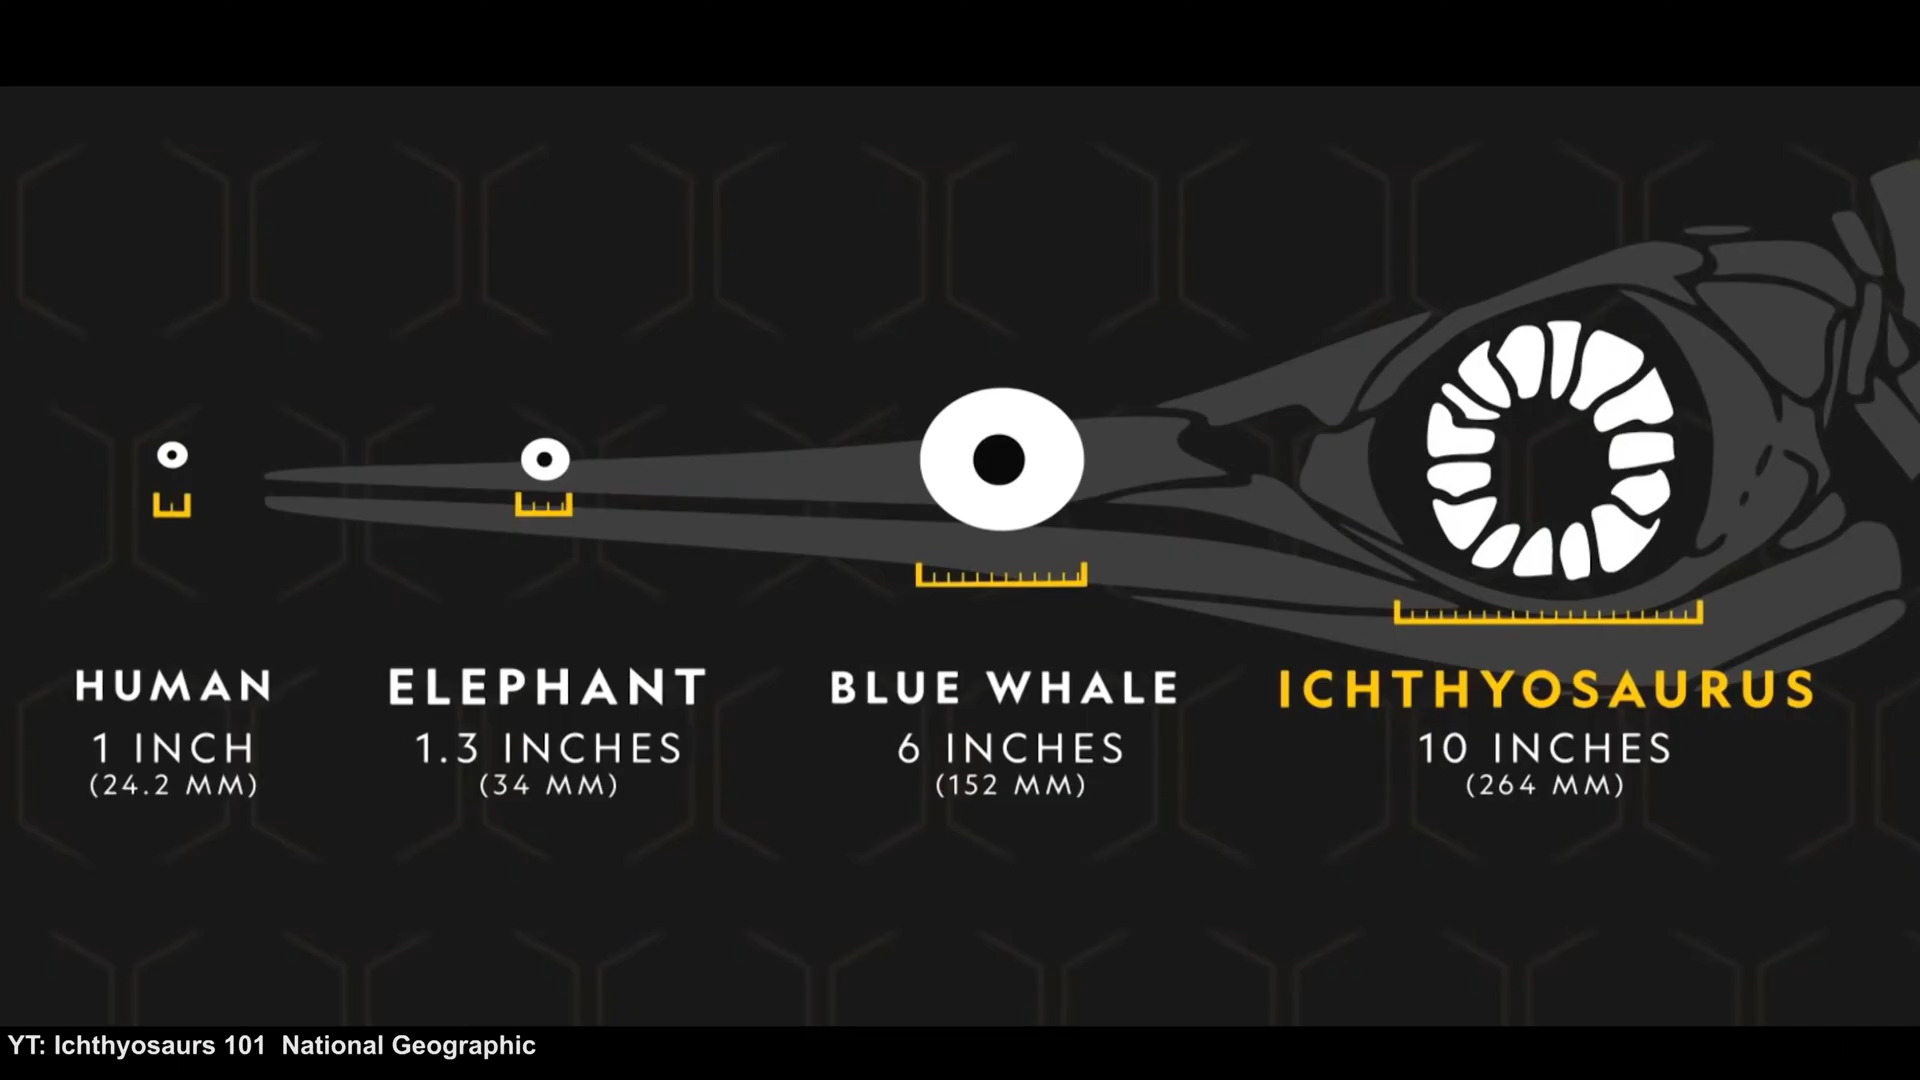 HUMAN
1 INCH
(24.2 MM)
ELEPHANT
1.3 INCHES
(34 MM)
BLUE WHALE
6 INCHES
(152 MM)
ICHTHYOSAURUS
10 INCHES
(264 MM)
YT: Ichthyosaurs 101  National Geographic